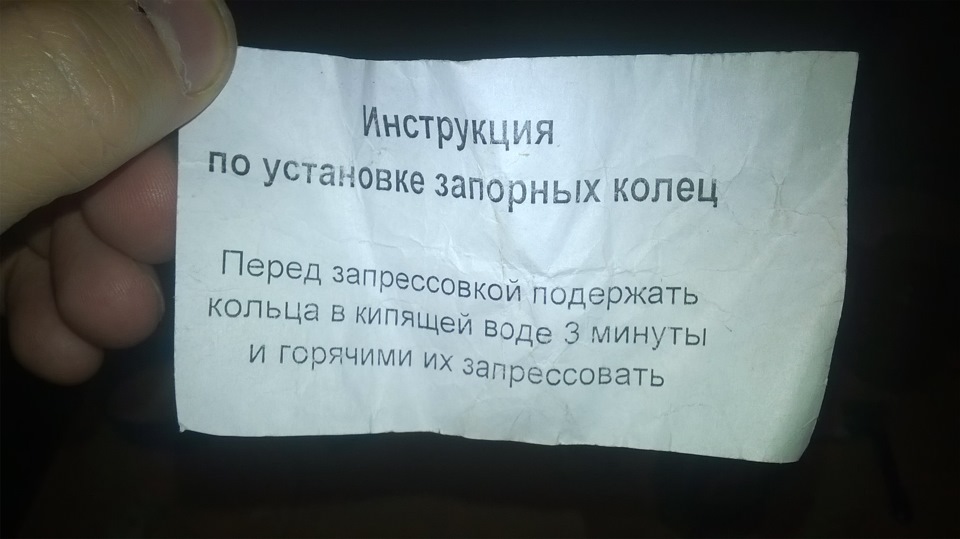 Инструкция
по установке запорных колец
Перед запрессовкой подержать
кольца в кипящей воде 3 минуты
и горячими их запрессовать